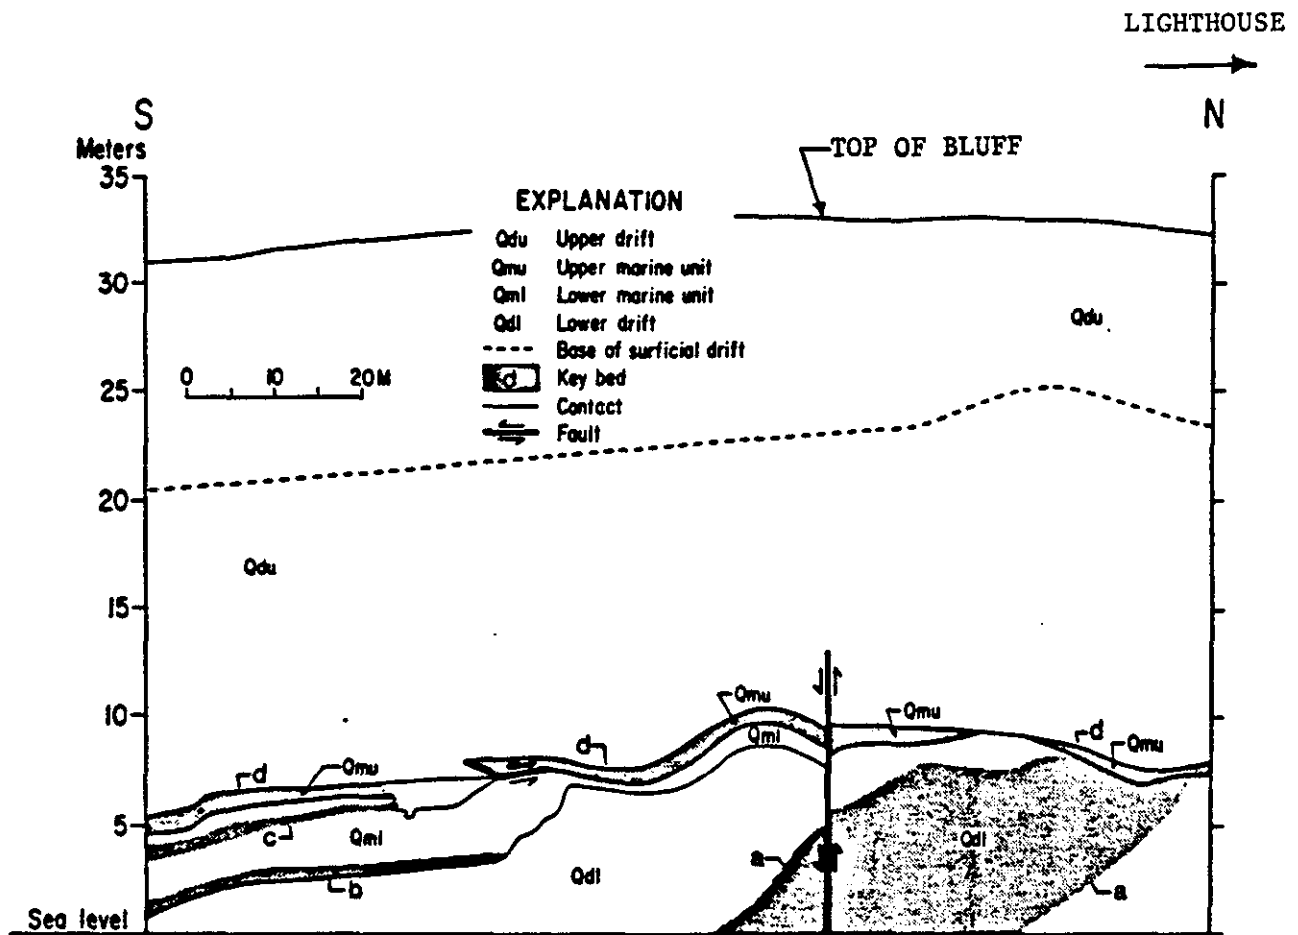 LIGHTHOUSE
S
N
Meters
TOP OF BLUFF
35
EXPLANATION
Qdu Upper drift
Qmu Upper marine unit
Qml Lower marine unit
Qdl Lower drift
Base of surficial drift
d Key bed
Contact
Fault
30
Qdu
0 10 20 M
25
20
Qdu
15
10
Qmu
Qmu
d
Qml
d
Qmu
d
Qmu
5
c
Qml
Qdl
b
Qdl
a
a
Sea level